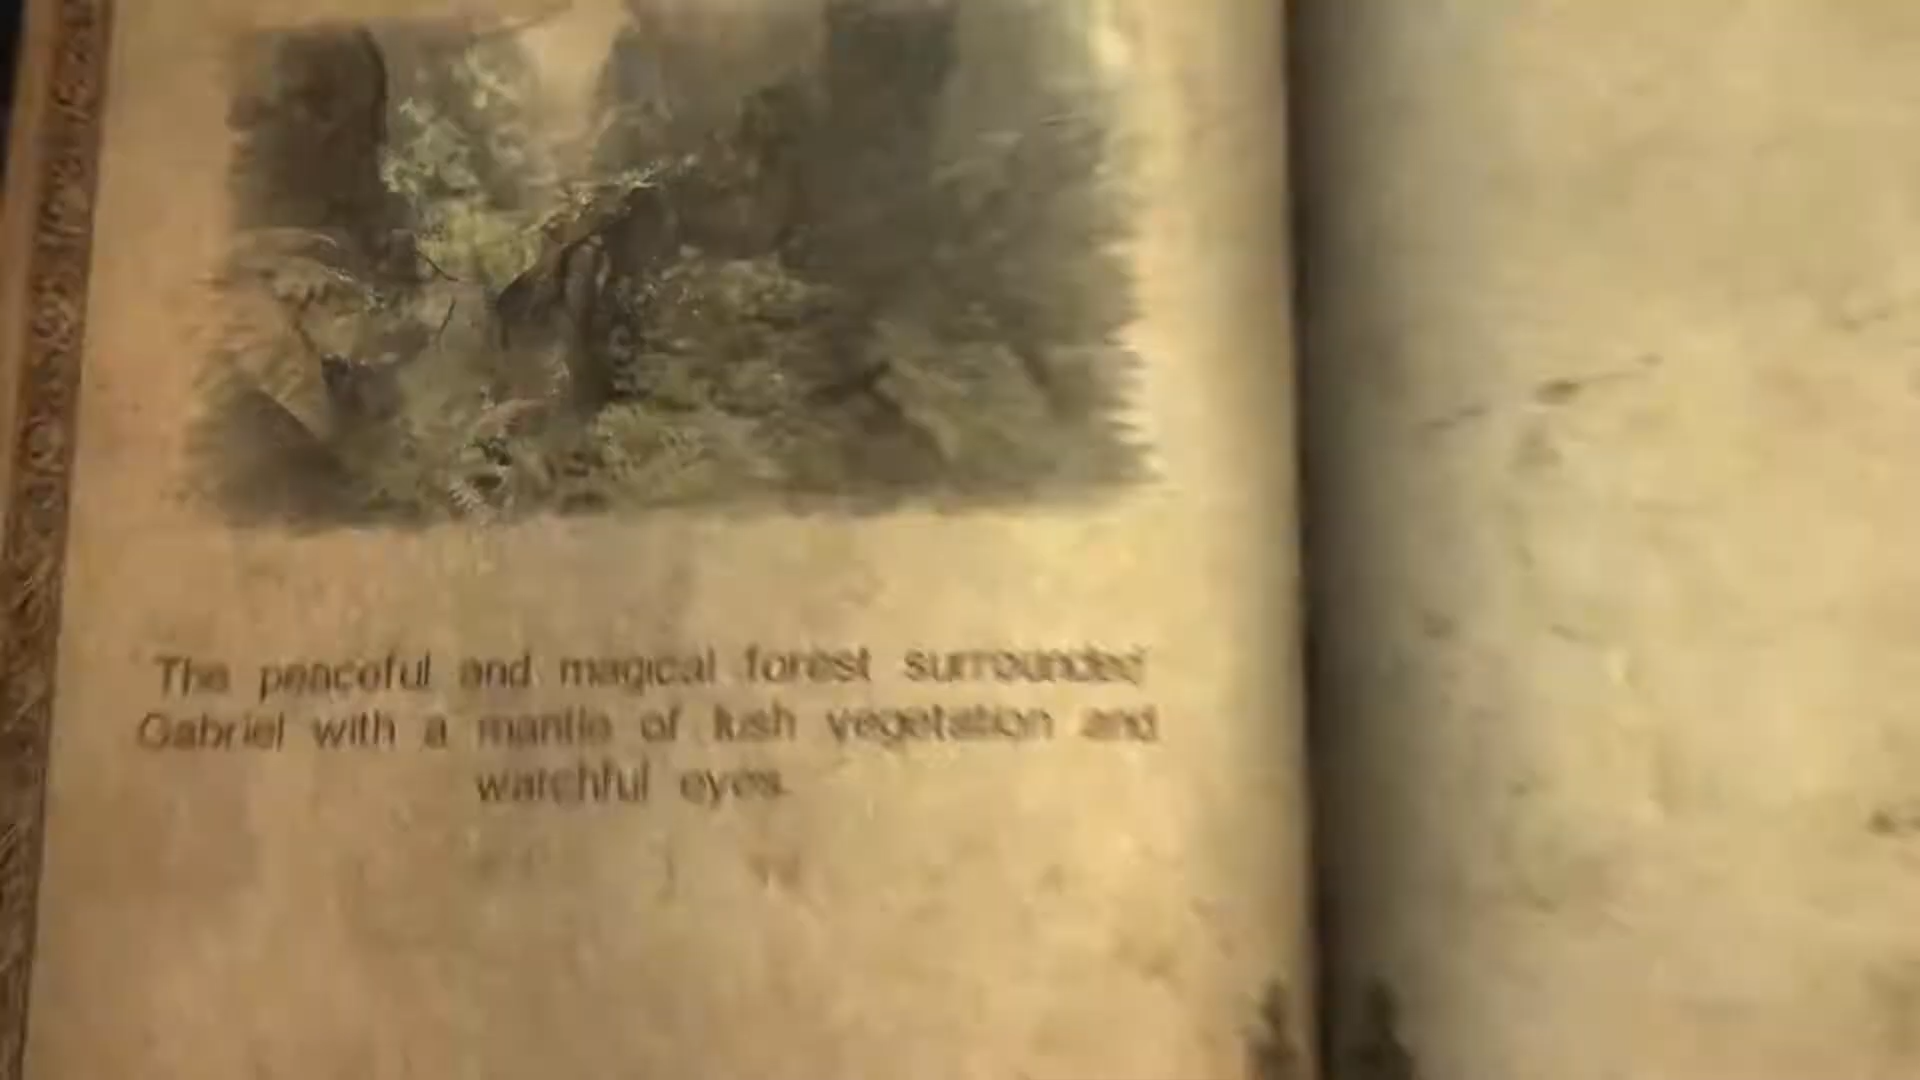 The peaceful and magical forest surrounded
Gabriel with a mantle of lush vegetation and
watchful eyes.